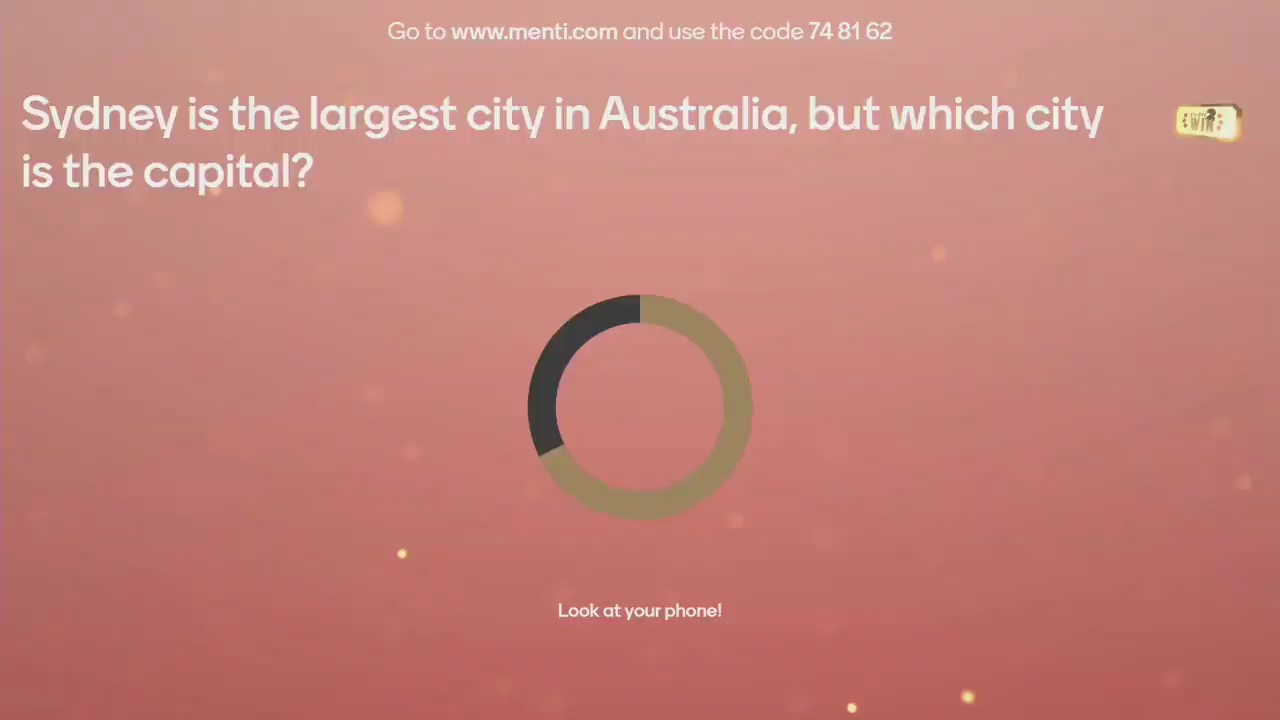 Go to www.menti.com and use the code 74 81 62
Sydney is the largest city in Australia, but which city
is the capital?
WIN
Look at your phone!